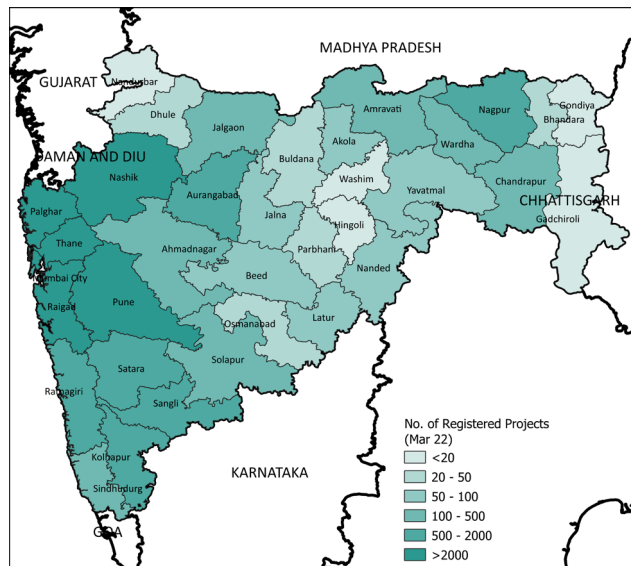 MADHYA PRADESH
GUJARAT
Nandurbar
Dhule
Jalgaon
Amravati
Nagpur
Gondiya
Bhandara
Akola
Wardha
Buldana
DAMAN AND DIU
Nashik
Washim
Aurangabad
Yavatmal
Chandrapur
CHHATTISGARH
Palghar
Jalna
Hingoli
Gadchiroli
Thane
Ahmadnagar
Parbhani
Mumbai City
Beed
Nanded
Raigad
Pune
Osmanabad
Latur
Satara
Solapur
Ratnagiri
Sangli
Kolhapur
Sindhudurg
KARNATAKA
GOA
No. of Registered Projects
(Mar 22)
<20
20 - 50
50 - 100
100 - 500
500 - 2000
>2000